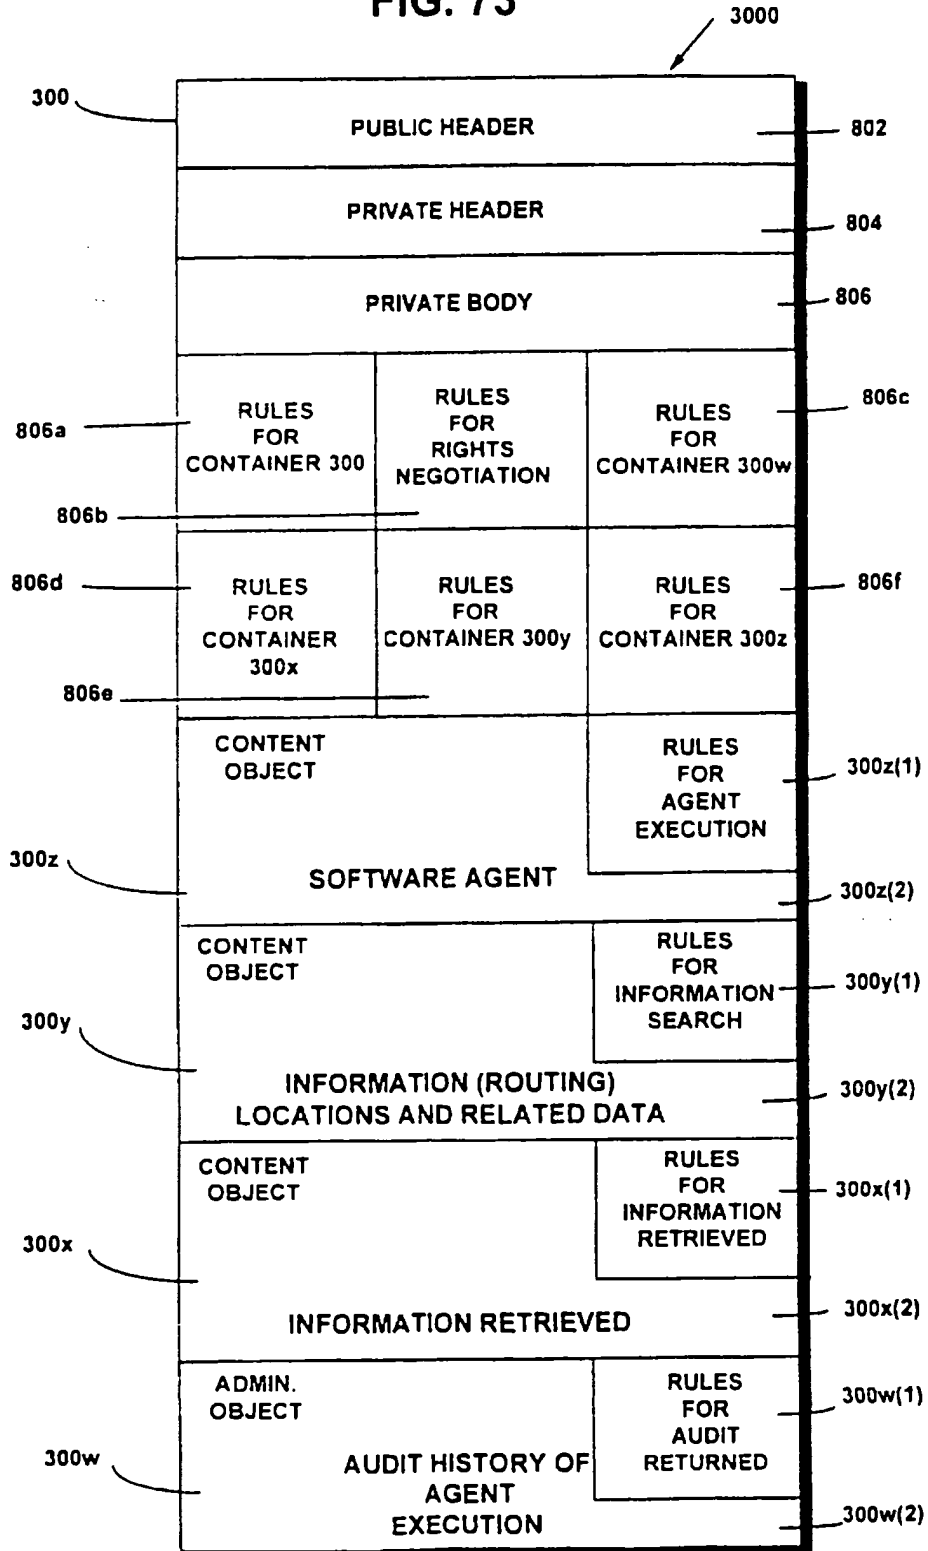 FIG. 73
3000
300
PUBLIC HEADER
802
PRIVATE HEADER
804
PRIVATE BODY
806
806a
RULES
FOR
CONTAINER 300
806b
RULES
FOR
RIGHTS
NEGOTIATION
RULES
FOR
CONTAINER 300w
806c
806d
RULES
FOR
CONTAINER
300x
806e
RULES
FOR
CONTAINER 300y
RULES
FOR
CONTAINER 300z
806f
CONTENT
OBJECT
RULES
FOR
AGENT
EXECUTION
300z(1)
300z
SOFTWARE AGENT
300z(2)
CONTENT
OBJECT
RULES
FOR
INFORMATION
SEARCH
300y(1)
300y
INFORMATION (ROUTING)
LOCATIONS AND RELATED DATA
300y(2)
CONTENT
OBJECT
RULES
FOR
INFORMATION
RETRIEVED
300x(1)
300x
INFORMATION RETRIEVED
300x(2)
ADMIN.
OBJECT
RULES
FOR
AUDIT
RETURNED
300w(1)
300w
AUDIT HISTORY OF
AGENT
EXECUTION
300w(2)